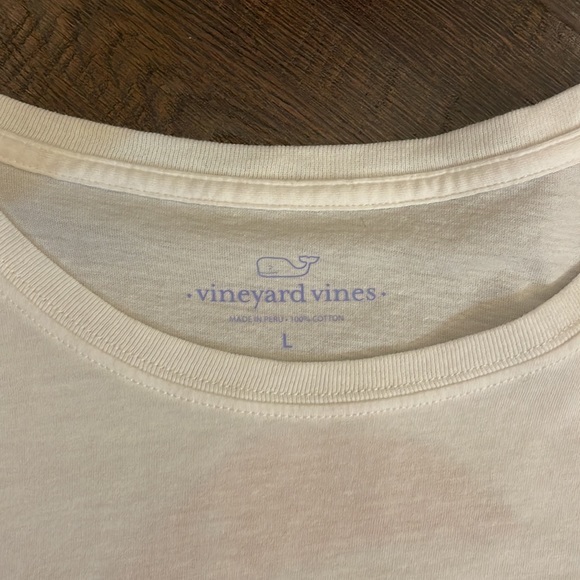 • vineyard vines •
MADE IN PERU • 100% COTTON
L